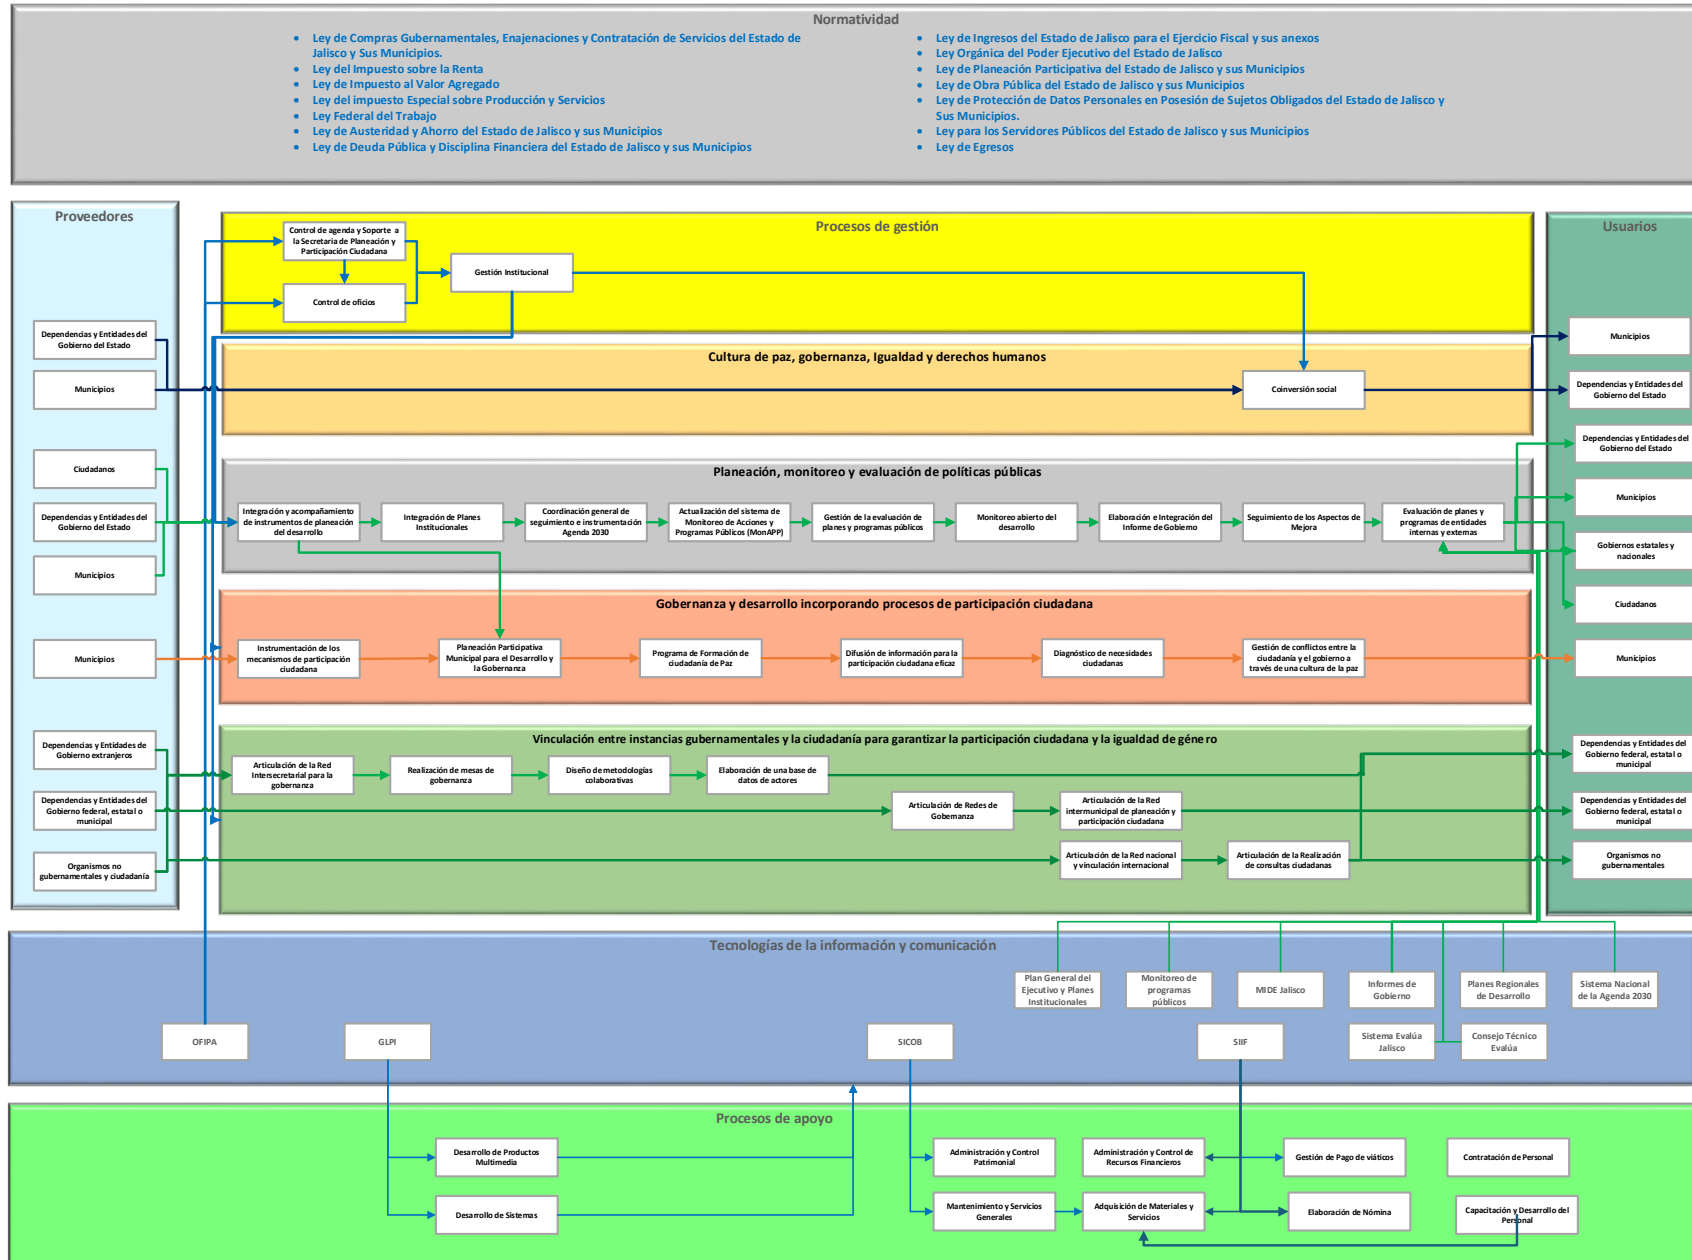 Normatividad
• Ley de Compras Gubernamentales, Enajenaciones y Contratación de Servicios del Estado de
Jalisco y Sus Municipios.
• Ley del Impuesto sobre la Renta
• Ley de Impuesto al Valor Agregado
• Ley del impuesto Especial sobre Producción y Servicios
• Ley Federal del Trabajo
• Ley de Austeridad y Ahorro del Estado de Jalisco y sus Municipios
• Ley de Deuda Pública y Disciplina Financiera del Estado de Jalisco y sus Municipios
• Ley de Ingresos del Estado de Jalisco para el Ejercicio Fiscal y sus anexos
• Ley Orgánica del Poder Ejecutivo del Estado de Jalisco
• Ley de Planeación Participativa del Estado de Jalisco y sus Municipios
• Ley de Obra Pública del Estado de Jalisco y sus Municipios
• Ley de Protección de Datos Personales en Posesión de Sujetos Obligados del Estado de Jalisco y
Sus Municipios.
• Ley para los Servidores Públicos del Estado de Jalisco y sus Municipios
• Ley de Egresos
Proveedores
Dependencias y Entidades del
Gobierno del Estado
Municipios
Ciudadanos
Dependencias y Entidades del
Gobierno del Estado
Municipios
Municipios
Dependencias y Entidades de
Gobierno extranjeros
Dependencias y Entidades del
Gobierno federal, estatal o
municipal
Organismos no
gubernamentales y ciudadanía
Procesos de gestión
Control de agenda y Soporte a
la Secretaria de Planeación y
Participación Ciudadana
Control de oficios
Gestión Institucional
Cultura de paz, gobernanza, Igualdad y derechos humanos
Coinversión social
Planeación, monitoreo y evaluación de políticas públicas
Integración y acompañamiento
de instrumentos de planeación
del desarrollo
Integración de Planes
Institucionales
Coordinación general de
seguimiento e instrumentación
Agenda 2030
Actualización del sistema de
Monitoreo de Acciones y
Programas Públicos (MonAPP)
Gestión de la evaluación de
planes y programas públicos
Monitoreo abierto del
desarrollo
Elaboración e Integración del
Informe de Gobierno
Seguimiento de los Aspectos de
Mejora
Evaluación de planes y
programas de entidades
internas y externas
Gobernanza y desarrollo incorporando procesos de participación ciudadana
Instrumentación de los
mecanismos de participación
ciudadana
Planeación Participativa
Municipal para el Desarrollo y
la Gobernanza
Programa de Formación de
ciudadanía de Paz
Difusión de información para la
participación ciudadana eficaz
Diagnóstico de necesidades
ciudadanas
Gestión de conflictos entre la
ciudadanía y el gobierno a
través de una cultura de la paz
Vinculación entre instancias gubernamentales y la ciudadanía para garantizar la participación ciudadana y la igualdad de género
Articulación de la Red
Intersecretarial para la
gobernanza
Realización de mesas de
gobernanza
Diseño de metodologías
colaborativas
Elaboración de una base de
datos de actores
Articulación de Redes de
Gobernanza
Articulación de la Red
intermunicipal de planeación y
participación ciudadana
Articulación de la Red nacional
y vinculación internacional
Articulación de la Realización
de consultas ciudadanas
Usuarios
Municipios
Dependencias y Entidades del
Gobierno del Estado
Dependencias y Entidades del
Gobierno del Estado
Municipios
Gobiernos estatales y
nacionales
Ciudadanos
Municipios
Dependencias y Entidades del
Gobierno federal, estatal o
municipal
Dependencias y Entidades del
Gobierno federal, estatal o
municipal
Organismos no
gubernamentales
Tecnologías de la información y comunicación
Plan General del
Ejecutivo y Planes
Institucionales
Monitoreo de
programas
públicos
MIDE Jalisco
Informes de
Gobierno
Planes Regionales
de Desarrollo
Sistema Nacional
de la Agenda 2030
OFIPA
GLPI
SICOB
SIIF
Sistema Evalúa
Jalisco
Consejo Técnico
Evalúa
Procesos de apoyo
Desarrollo de Productos
Multimedia
Desarrollo de Sistemas
Administración y Control
Patrimonial
Administración y Control de
Recursos Financieros
Gestión de Pago de viáticos
Contratación de Personal
Mantenimiento y Servicios
Generales
Adquisición de Materiales y
Servicios
Elaboración de Nómina
Capacitación y Desarrollo del
Personal